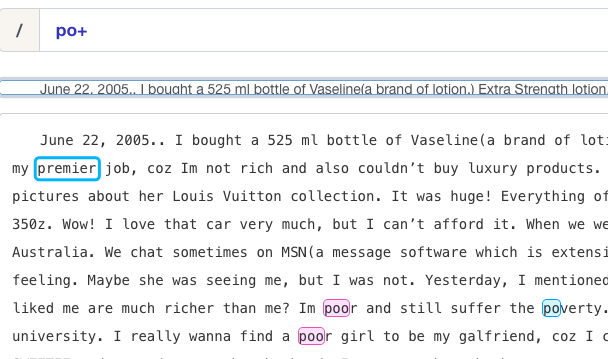 / po+
June 22, 2005.. I bought a 525 ml bottle of Vaseline(a brand of lotion.) Extra Strength lotion
June 22, 2005.. I bought a 525 ml bottle of Vaseline(a brand of loti
my premier job, coz Im not rich and also couldn’t buy luxury products.
pictures about her Louis Vuitton collection. It was huge! Everything of
350z. Wow! I love that car very much, but I can’t afford it. When we we
Australia. We chat sometimes on MSN(a message software which is extensi
feeling. Maybe she was seeing me, but I was not. Yesterday, I mentioned
liked me are much richer than me? Im poor and still suffer the poverty.
university. I really wanna find a poor girl to be my galfriend, coz I c